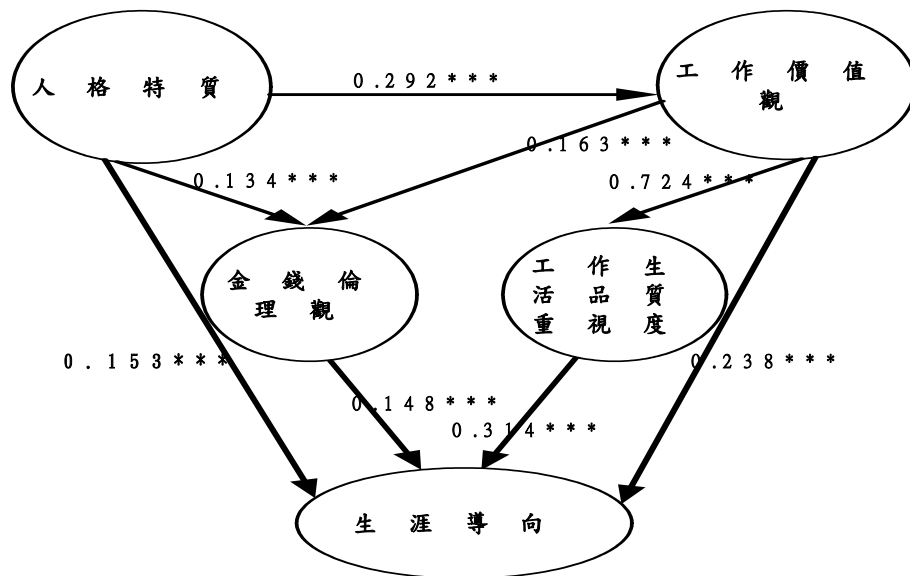 人格特質
0.292***
工作價值
觀
0.163***
0.134***
0.724***
金錢倫
理觀
工作生
活品質
重視度
0.153***
0.238***
0.148***
0.314***
生涯導向